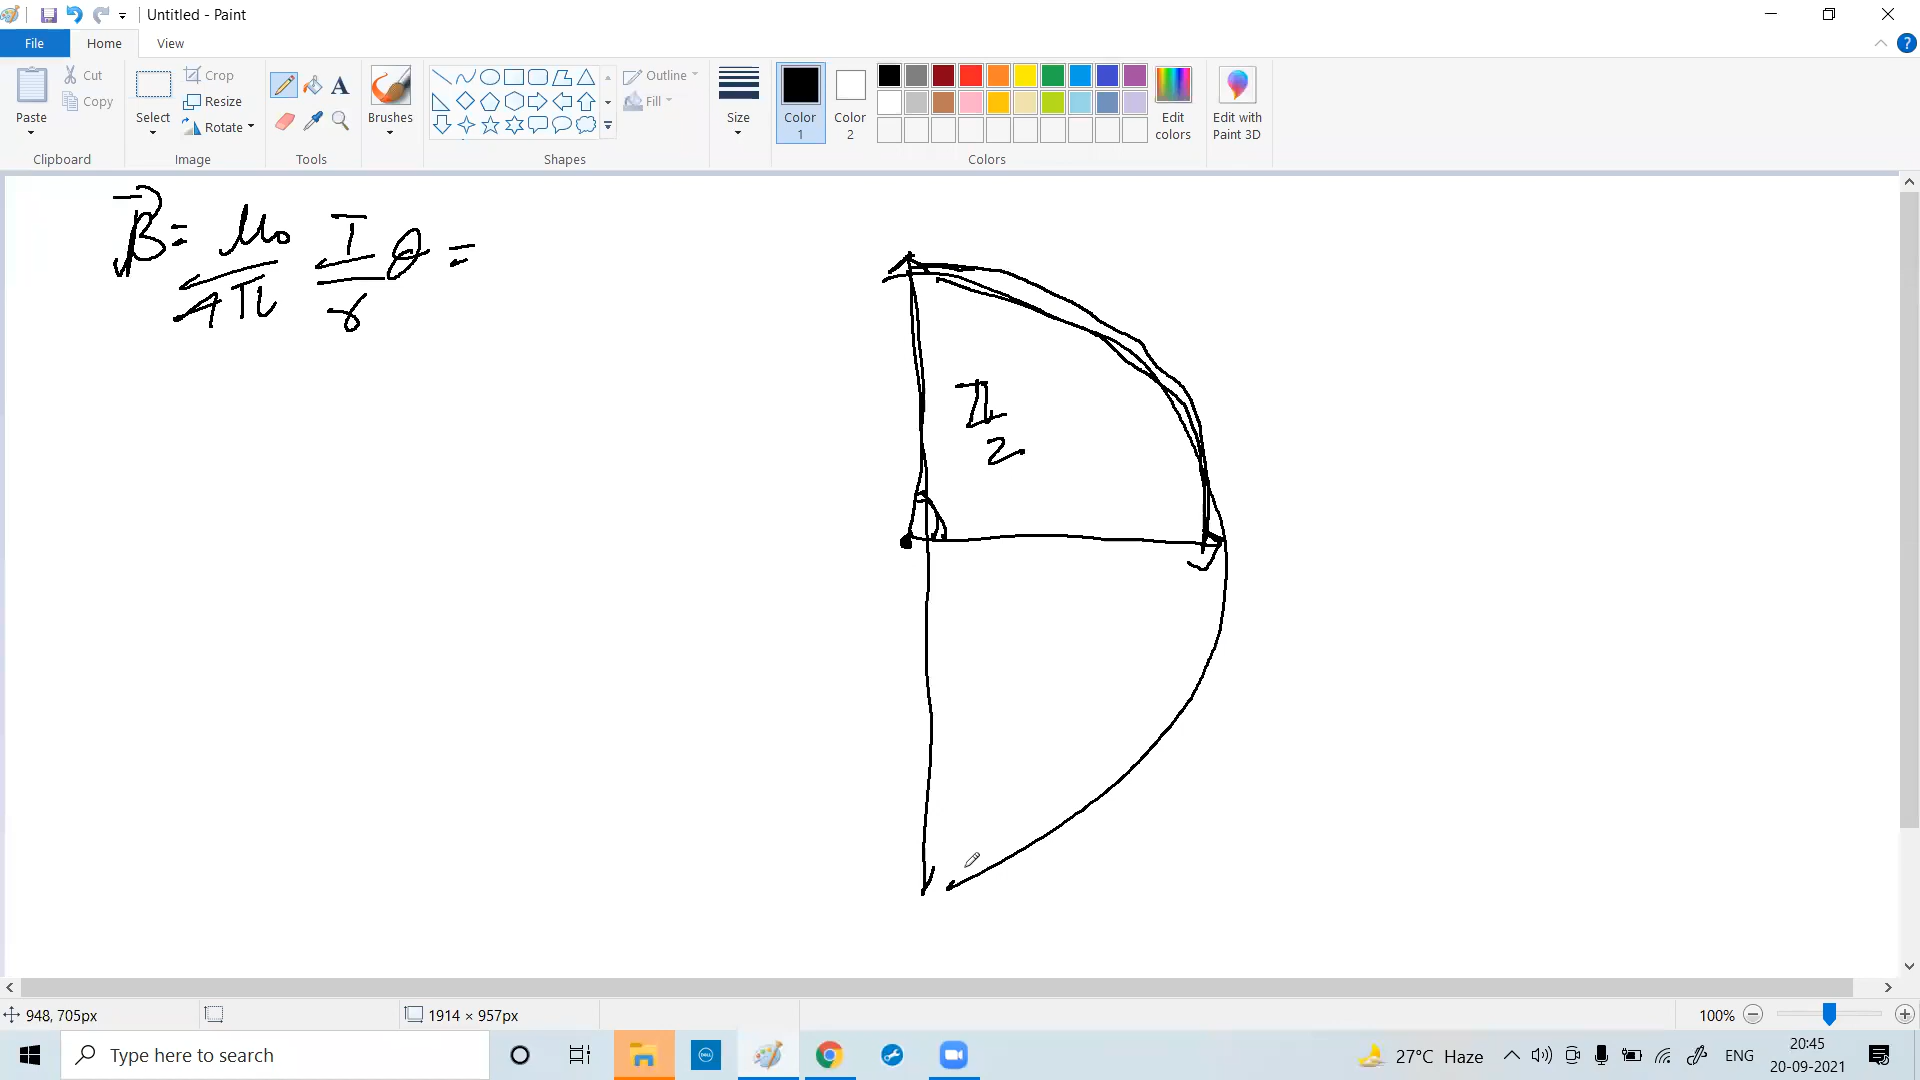 Untitled - Paint
File Home View
Paste
Cut
Copy
Clipboard
Select
Crop
Resize
Rotate
Image
Tools
Brushes
Outline
Fill
Shapes
Size
Color 1
Color 2
Edit colors
Edit with Paint 3D
Colors
B⃗ = μ₀/4π I/r θ =
π/2
948, 705px
1914 × 957px
100%
Type here to search
DELL
27°C Haze
ENG
20:45
20-09-2021